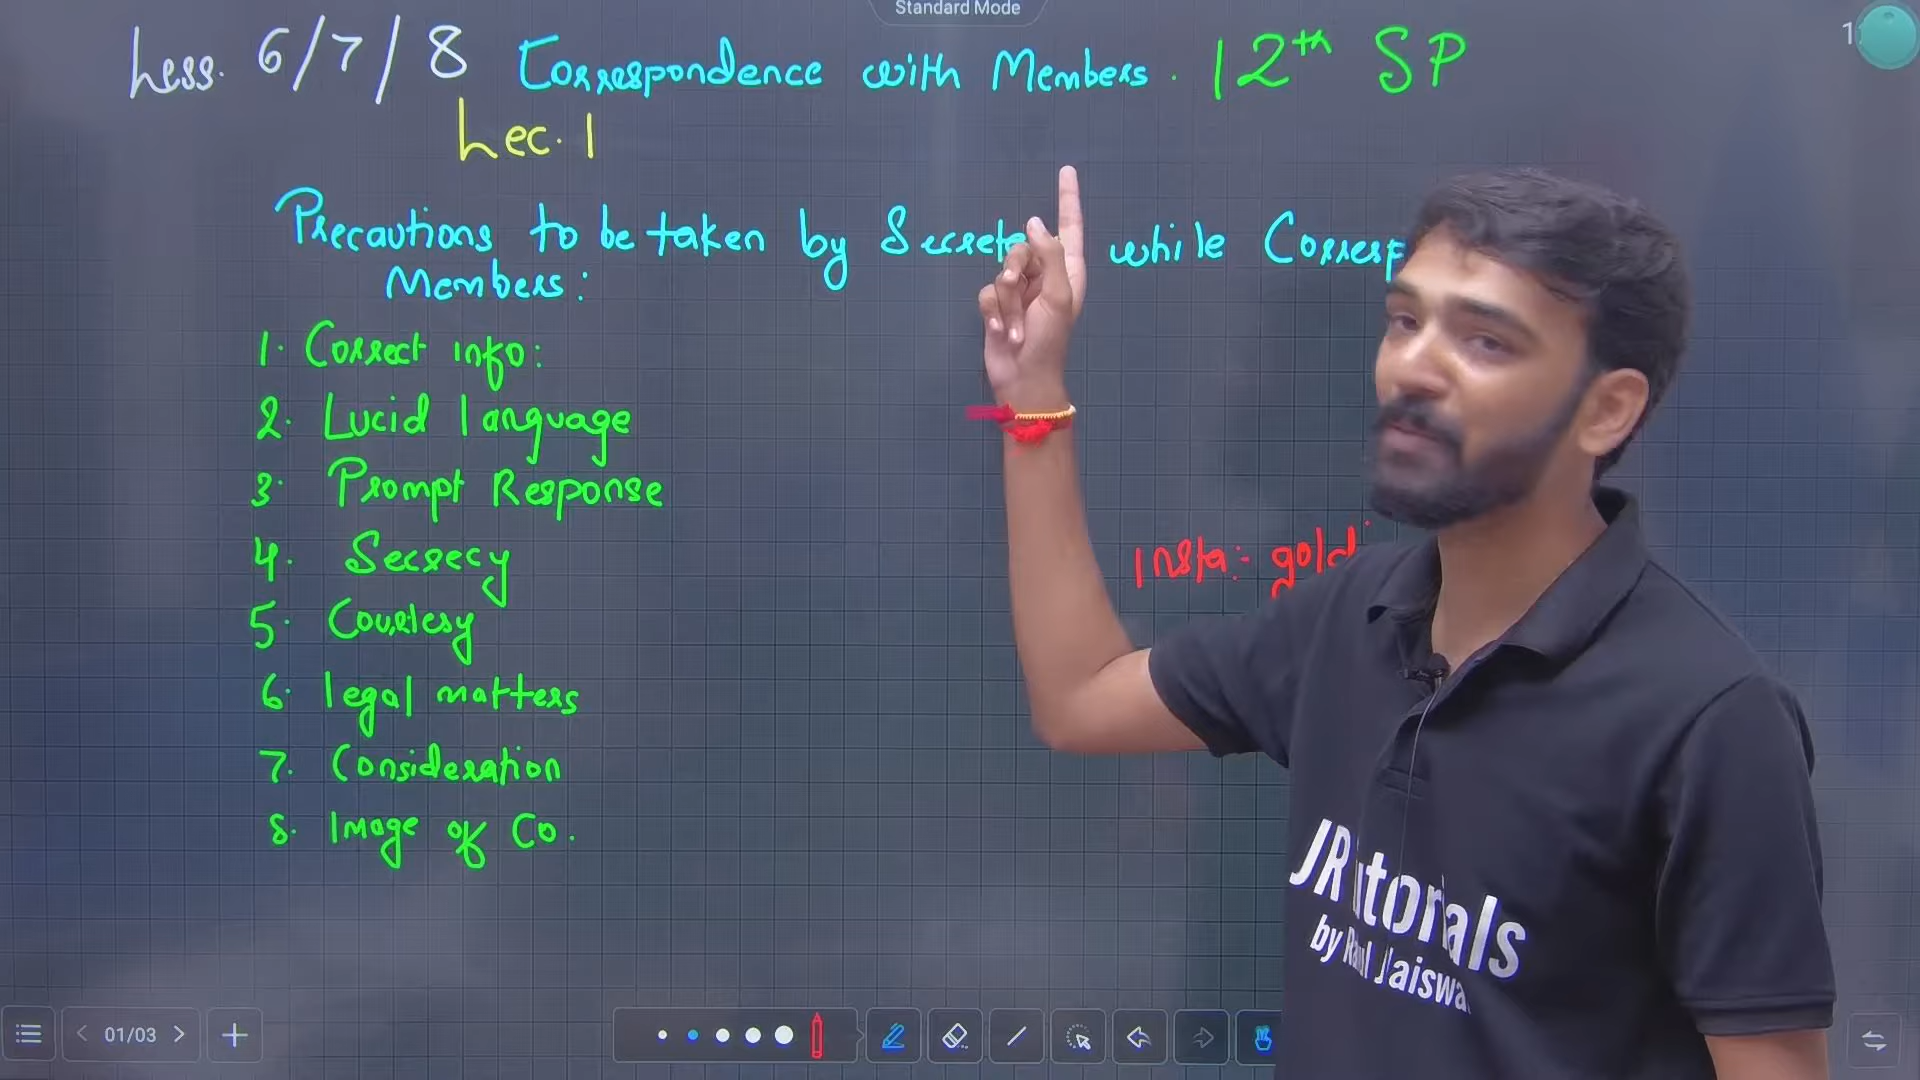 Standard Mode
Less. 6/7/8 Correspondence with Members. 12th SP
Lec. 1
Precautions to be taken by while
Members:
1. Correct info:
2. Lucid language
3. Prompt Response
4. Secrecy
5. Courtesy
6. legal matters
7. Consideration
8. Image of Co.
Insta:- gold
JR
by
01/03